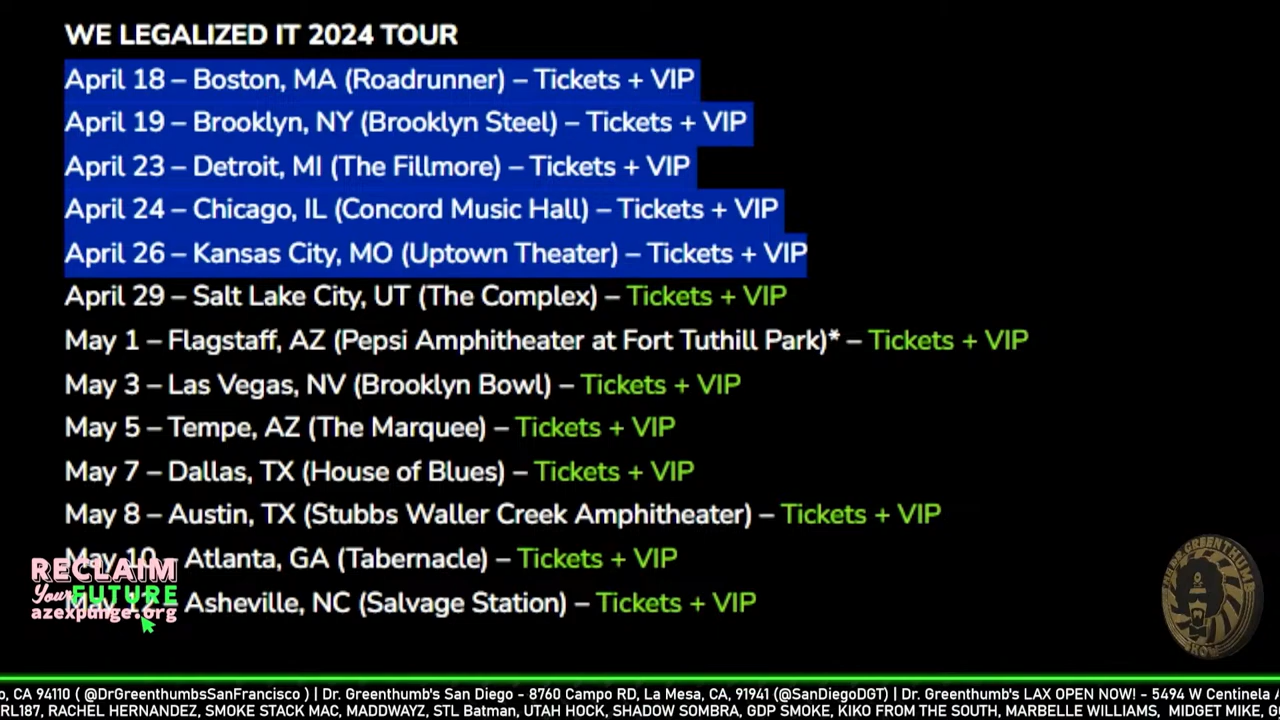 WE LEGALIZED IT 2024 TOUR
April 18 – Boston, MA (Roadrunner) – Tickets + VIP
April 19 – Brooklyn, NY (Brooklyn Steel) – Tickets + VIP
April 23 – Detroit, MI (The Fillmore) – Tickets + VIP
April 24 – Chicago, IL (Concord Music Hall) – Tickets + VIP
April 26 – Kansas City, MO (Uptown Theater) – Tickets + VIP
April 29 – Salt Lake City, UT (The Complex) – Tickets + VIP
May 1 – Flagstaff, AZ (Pepsi Amphitheater at Fort Tuthill Park)* – Tickets + VIP
May 3 – Las Vegas, NV (Brooklyn Bowl) – Tickets + VIP
May 5 – Tempe, AZ (The Marquee) – Tickets + VIP
May 7 – Dallas, TX (House of Blues) – Tickets + VIP
May 8 – Austin, TX (Stubbs Waller Creek Amphitheater) – Tickets + VIP
May 10 – Atlanta, GA (Tabernacle) – Tickets + VIP
May 12 – Asheville, NC (Salvage Station) – Tickets + VIP
RECLAIM
Your FUTURE
azexpunge.org
GREENTHUMB
SHOW
o, CA 94110 ( @DrGreenthumbsSanFrancisco ) | Dr. Greenthumb's San Diego - 8760 Campo RD, La Mesa, CA, 91941 (@SanDiegoDGT) | Dr. Greenthumb's LAX OPEN NOW! - 5494 W Centinela
RL187, RACHEL HERNANDEZ, SMOKE STACK MAC, MADDWAYZ, STL Batman, UTAH HOCK, SHADOW SOMBRA, GDP SMOKE, KIKO FROM THE SOUTH, MARBELLE WILLIAMS, MIDGET MIKE,